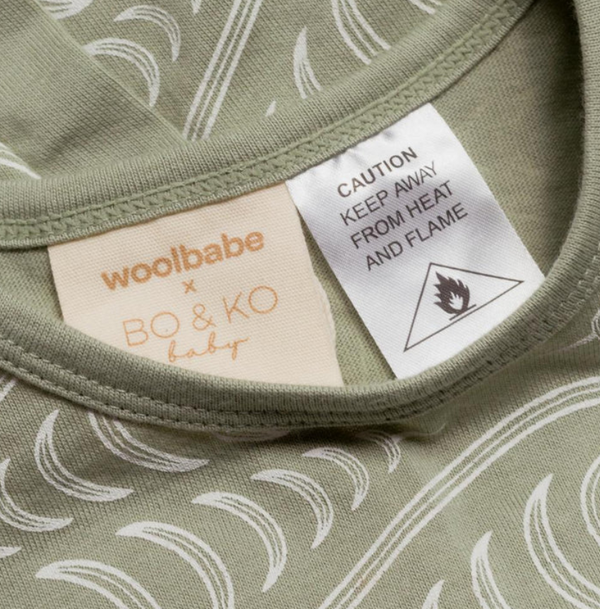 woolbabe
x
BO & KO
baby
CAUTION
KEEP AWAY
FROM HEAT
AND FLAME